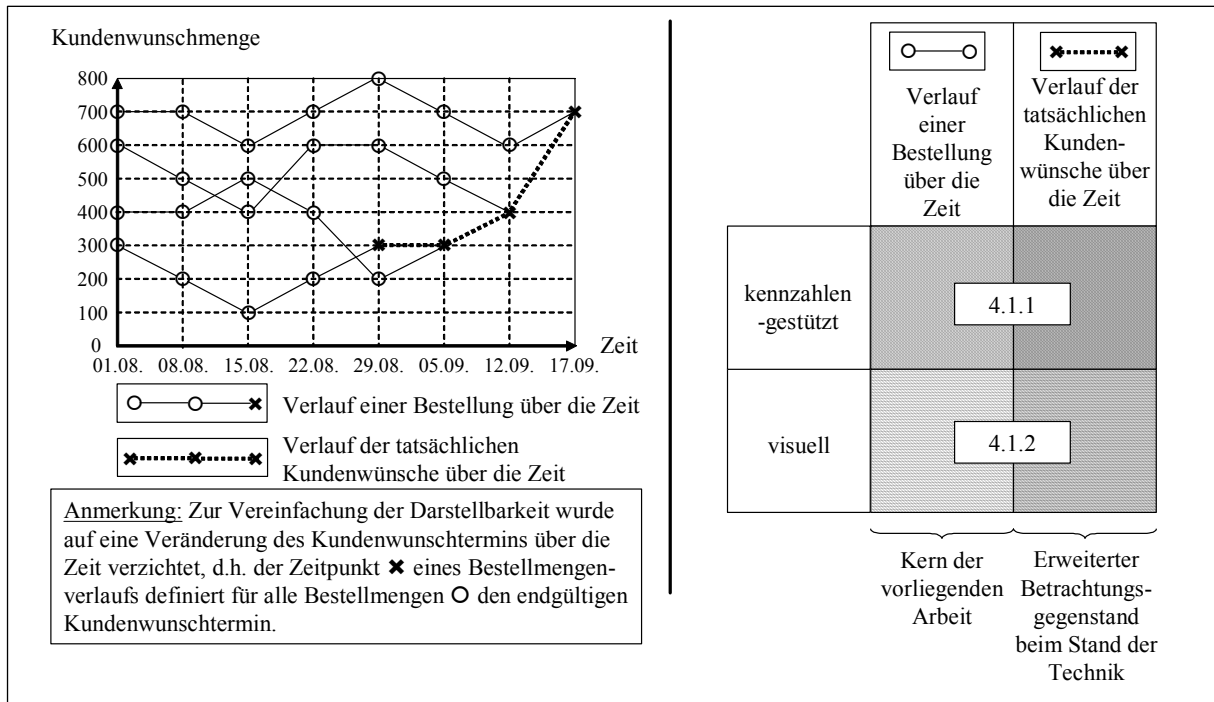 Kundenwunschmenge
800
700
600
500
400
300
200
100
0
Zeit
01.08. 08.08. 15.08. 22.08. 29.08. 05.09. 12.09. 17.09.
Verlauf einer Bestellung über die Zeit
Verlauf der tatsächlichen
Kundenwünsche über die Zeit
Anmerkung: Zur Vereinfachung der Darstellbarkeit wurde
auf eine Veränderung des Kundenwunschtermins über die
Zeit verzichtet, d.h. der Zeitpunkt ✖ eines Bestellmengen-
verlaufs definiert für alle Bestellmengen O den endgültigen
Kundenwunschtermin.
Verlauf
einer
Bestellung
über die
Zeit
Verlauf der
tatsächlichen
Kunden-
wünsche über
die Zeit
kennzahlen
-gestützt
4.1.1
visuell
4.1.2
Kern der
vorliegenden
Arbeit
Erweiterter
Betrachtungs-
gegenstand
beim Stand der
Technik